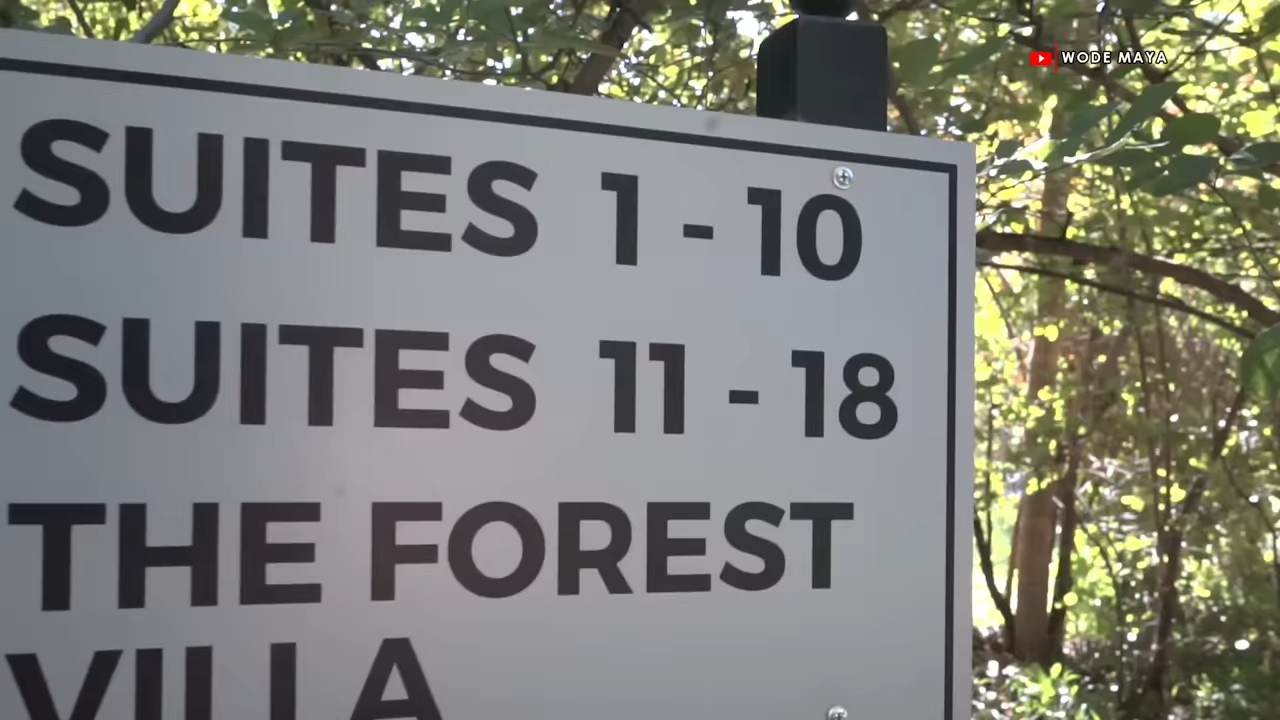 WODE MAYA
SUITES 1 - 10
SUITES 11 - 18
THE FOREST
VILLA